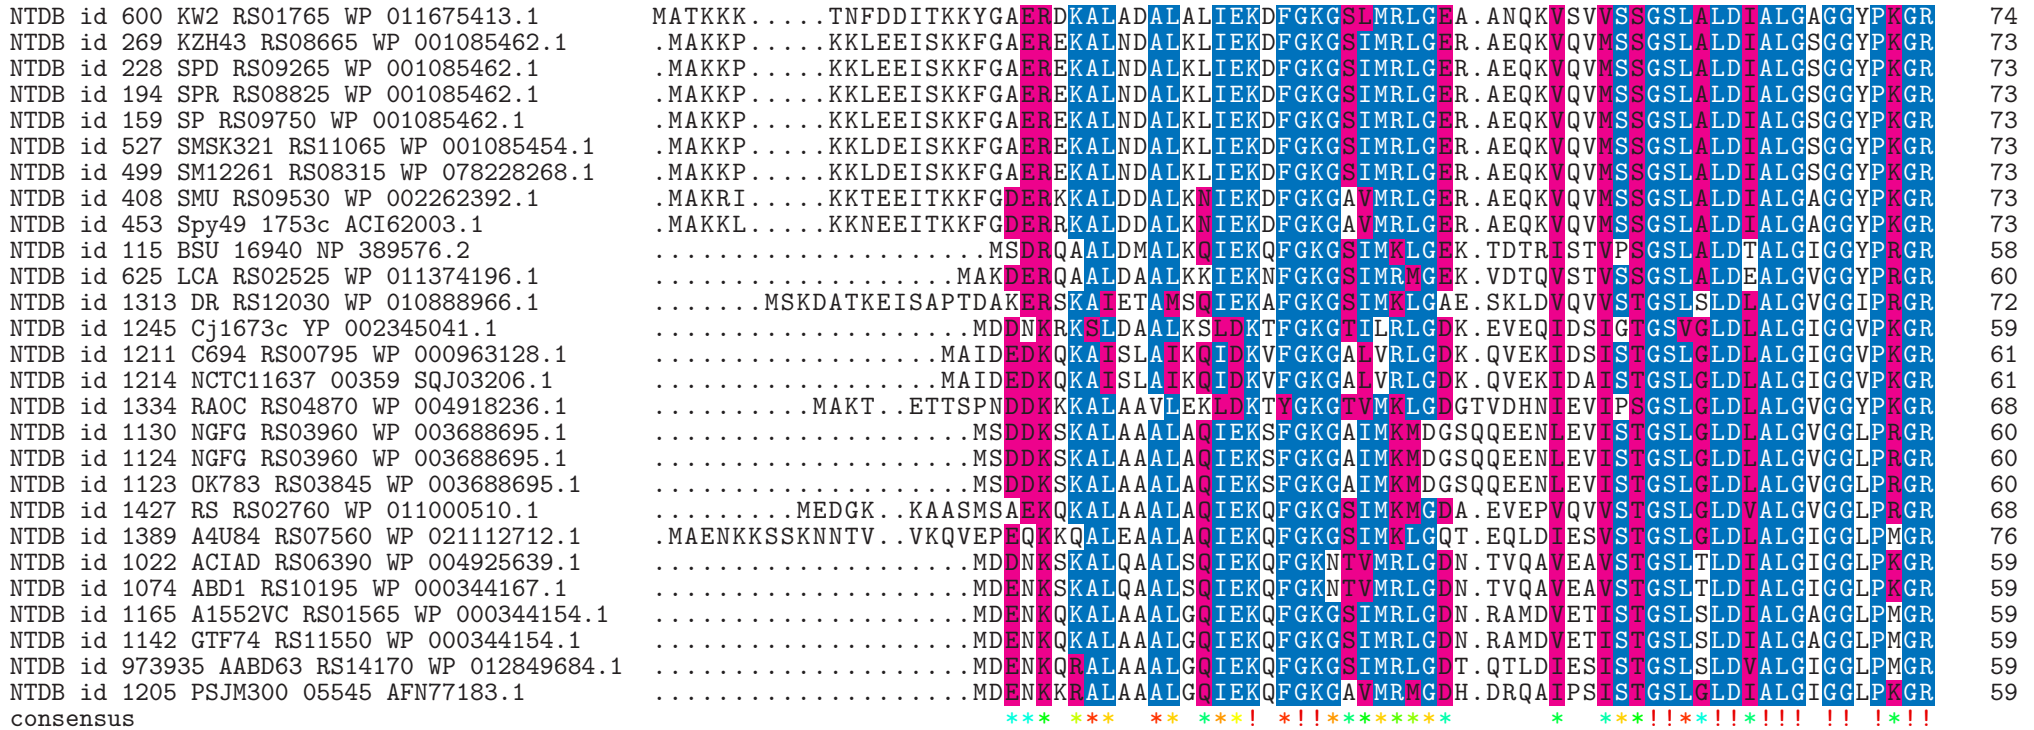 NTDB id 600 KW2 RS01765 WP 011675413.1 MATKKK.....TNFDDITKKYGAERDKALADALALIEKDFGKGSLMRLGEA.ANQKVSVVSSGSLALDIALGAGGYPKGR 74
NTDB id 269 KZH43 RS08665 WP 001085462.1 .MAKKP.....KKLEEISKKFGAEREKALNDALKLIEKDFGKGSIMRLGER.AEQKVQVMSSGSLALDIALGSGGYPKGR 73
NTDB id 228 SPD RS09265 WP 001085462.1 .MAKKP.....KKLEEISKKFGAEREKALNDALKLIEKDFGKGSIMRLGER.AEQKVQVMSSGSLALDIALGSGGYPKGR 73
NTDB id 194 SPR RS08825 WP 001085462.1 .MAKKP.....KKLEEISKKFGAEREKALNDALKLIEKDFGKGSIMRLGER.AEQKVQVMSSGSLALDIALGSGGYPKGR 73
NTDB id 159 SP RS09750 WP 001085462.1 .MAKKP.....KKLEEISKKFGAEREKALNDALKLIEKDFGKGSIMRLGER.AEQKVQVMSSGSLALDIALGSGGYPKGR 73
NTDB id 527 SMSK321 RS11065 WP 001085454.1 .MAKKP.....KKLDEISKKFGAEREKALNDALKLIEKDFGKGSIMRLGER.AEQKVQVMSSGSLALDIALGSGGYPKGR 73
NTDB id 499 SM12261 RS08315 WP 078228268.1 .MAKKP.....KKLDEISKKFGAEREKALNDALKLIEKDFGKGSIMRLGER.AEQKVQVMSSGSLALDIALGSGGYPKGR 73
NTDB id 408 SMU RS09530 WP 002262392.1 .MAKRI.....KKTEEITKKFGDERKKALDDALKNIEKDFGKGAVMRLGER.AEQKVQVMSSGSLALDIALGAGGYPKGR 73
NTDB id 453 Spy49 1753c ACI62003.1 .MAKKL.....KKNEEITKKFGDERRKALDDALKNIEKDFGKGAVMRLGER.AEQKVQVMSSGSLALDIALGAGGYPKGR 73
NTDB id 115 BSU 16940 NP 389576.2 .....................MSDRQAALDMALKQIEKQFGKGSIMKLGEK.TDTRISTVPSGSLALDTALGIGGYPRGR 58
NTDB id 625 LCA RS02525 WP 011374196.1 ...................MAKDERQAALDAALKKIEKNFGKGSIMRMGEK.VDTQVSTVSSGSLALDEALGVGGYPRGR 60
NTDB id 1313 DR RS12030 WP 010888966.1 .......MSKDATKEISAPTDAKERSKAIETAMSQIEKAFGKGSIMKLGAE.SKLDVQVVSTGSLSLDLALGVGGIPRGR 72
NTDB id 1245 Cj1673c YP 002345041.1 ....................MDDNKRKSLDAALKSLDKTFGKGTILRLGDK.EVEQIDSIGTGSVGLDLALGIGGVPKGR 59
NTDB id 1211 C694 RS00795 WP 000963128.1 ..................MAIDEDKQKAISLAIKQIDKVFGKGALVRLGDK.QVEKIDSISTGSLGLDLALGIGGVPKGR 61
NTDB id 1214 NCTC11637 00359 SQJ03206.1 ..................MAIDEDKQKAISLAIKQIDKVFGKGALVRLGDK.QVEKIDAISTGSLGLDLALGIGGVPKGR 61
NTDB id 1334 RA0C RS04870 WP 004918236.1 ..........MAKT..ETTSPNDDKKKALAAVLEKLDKTYGKGTVMKLGDGTVDHNIEVIPSGSLGLDLALGVGGYPKGR 68
NTDB id 1130 NGFG RS03960 WP 003688695.1 ....................MSDDKSKALAAALAQIEKSFGKGAIMKMDGSQQEENLEVISTGSLGLDLALGVGGLPRGR 60
NTDB id 1124 NGFG RS03960 WP 003688695.1 ....................MSDDKSKALAAALAQIEKSFGKGAIMKMDGSQQEENLEVISTGSLGLDLALGVGGLPRGR 60
NTDB id 1123 OK783 RS03845 WP 003688695.1 ....................MSDDKSKALAAALAQIEKSFGKGAIMKMDGSQQEENLEVISTGSLGLDLALGVGGLPRGR 60
NTDB id 1427 RS RS02760 WP 011000510.1 .........MEDGK..KAASMSAEKQKALAAALAQIEKQFGKGSIMKMGDA.EVEPVQVVSTGSLGLDVALGVGGLPRGR 68
NTDB id 1389 A4U84 RS07560 WP 021112712.1 .MAENKKSSKNNTV..VKQVEPEQKKQALEAALAQIEKQFGKGSIMKLGQT.EQLDIESVSTGSLGLDLALGIGGLPMGR 76
NTDB id 1022 ACIAD RS06390 WP 004925639.1 ....................MDDNKSKALQAALSQIEKQFGKNTVMRLGDN.TVQAVEAVSTGSLTLDIALGIGGLPKGR 59
NTDB id 1074 ABD1 RS10195 WP 000344167.1 ....................MDENKSKALQAALSQIEKQFGKNTVMRLGDN.TVQAVEAVSTGSLTLDIALGIGGLPKGR 59
NTDB id 1165 A1552VC RS01565 WP 000344154.1 ....................MDENKQKALAAALGQIEKQFGKGSIMRLGDN.RAMDVETISTGSLSLDIALGAGGLPMGR 59
NTDB id 1142 GTF74 RS11550 WP 000344154.1 ....................MDENKQKALAAALGQIEKQFGKGSIMRLGDN.RAMDVETISTGSLSLDIALGAGGLPMGR 59
NTDB id 973935 AABD63 RS14170 WP 012849684.1 ....................MDENKQRALAAALGQIEKQFGKGSIMRLGDT.QTLDIESISTGSLSLDVALGIGGLPMGR 59
NTDB id 1205 PSJM300 05545 AFN77183.1 ....................MDENKKRALAAALGQIEKQFGKGAVMRMGDH.DRQAIPSISTGSLGLDIALGIGGLPKGR 59
consensus *** *** ** ****! *!!******** * ***!!**!!*!!! !! !*!!